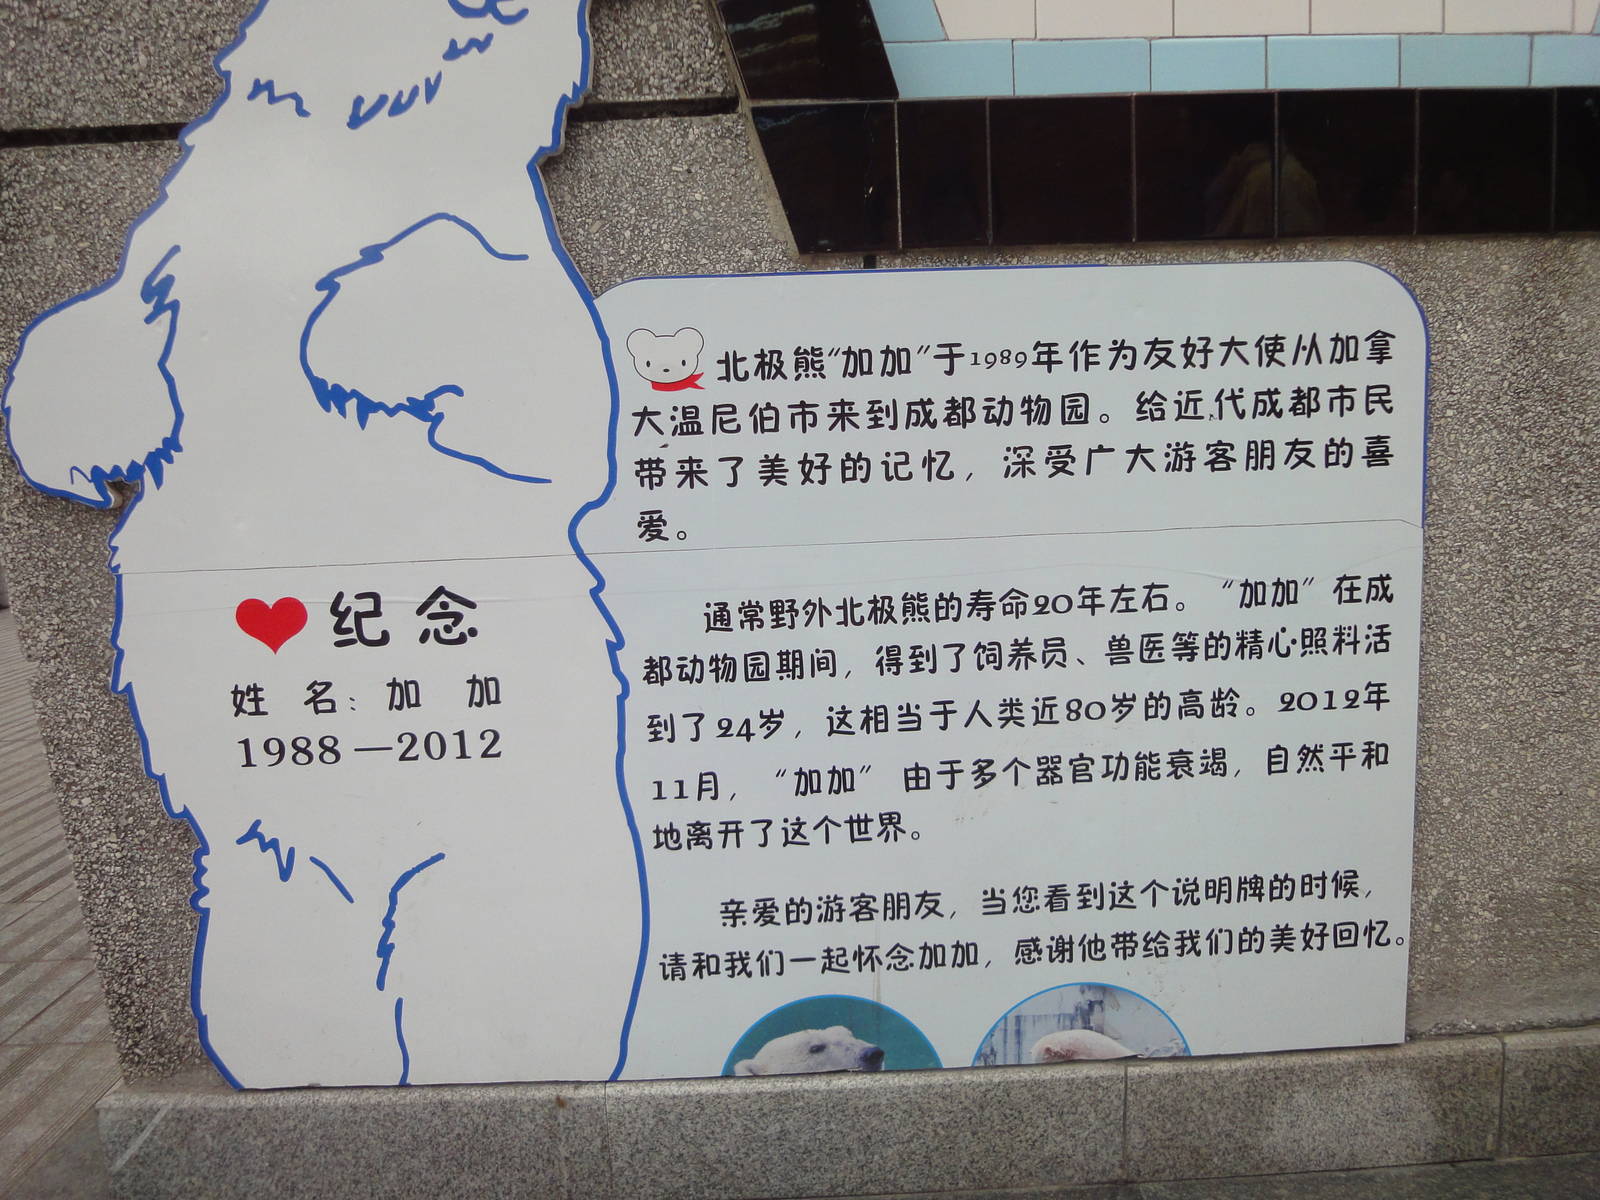 纪念
姓 名：加 加
1988—2012
北极熊“加加”于1989年作为友好大使从加拿
大温尼伯市来到成都动物园。给近代成都市民
带来了美好的记忆，深受广大游客朋友的喜
爱。
通常野外北极熊的寿命20年左右。“加加”在成
都动物园期间，得到了饲养员、兽医等的精心照料活
到了24岁，这相当于人类近80岁的高龄。2012年
11月，“加加”由于多个器官功能衰竭，自然平和
地离开了这个世界。
亲爱的游客朋友，当您看到这个说明牌的时候，
请和我们一起怀念加加，感谢他带给我们的美好回忆。